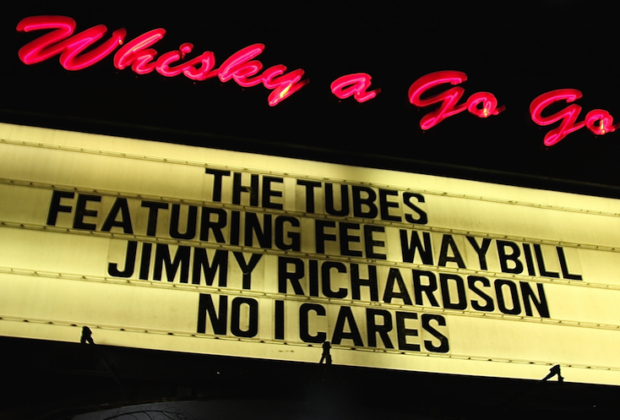 Whisky a Go Go
THE TUBES
FEATURING FEE WAYBILL
JIMMY RICHARDSON
NO I CARES